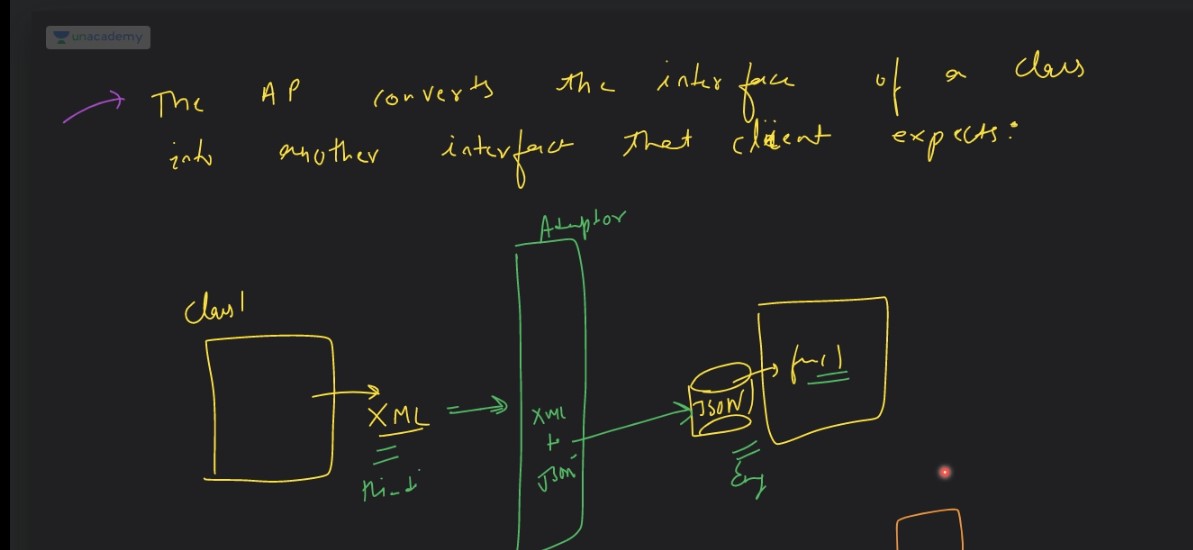 unacademy
The AP converts the interface of a class
into another interface that client expects.
Adaptor
Class1
func1
JSON
XML
XML
to
JSON
Hindi
Eng